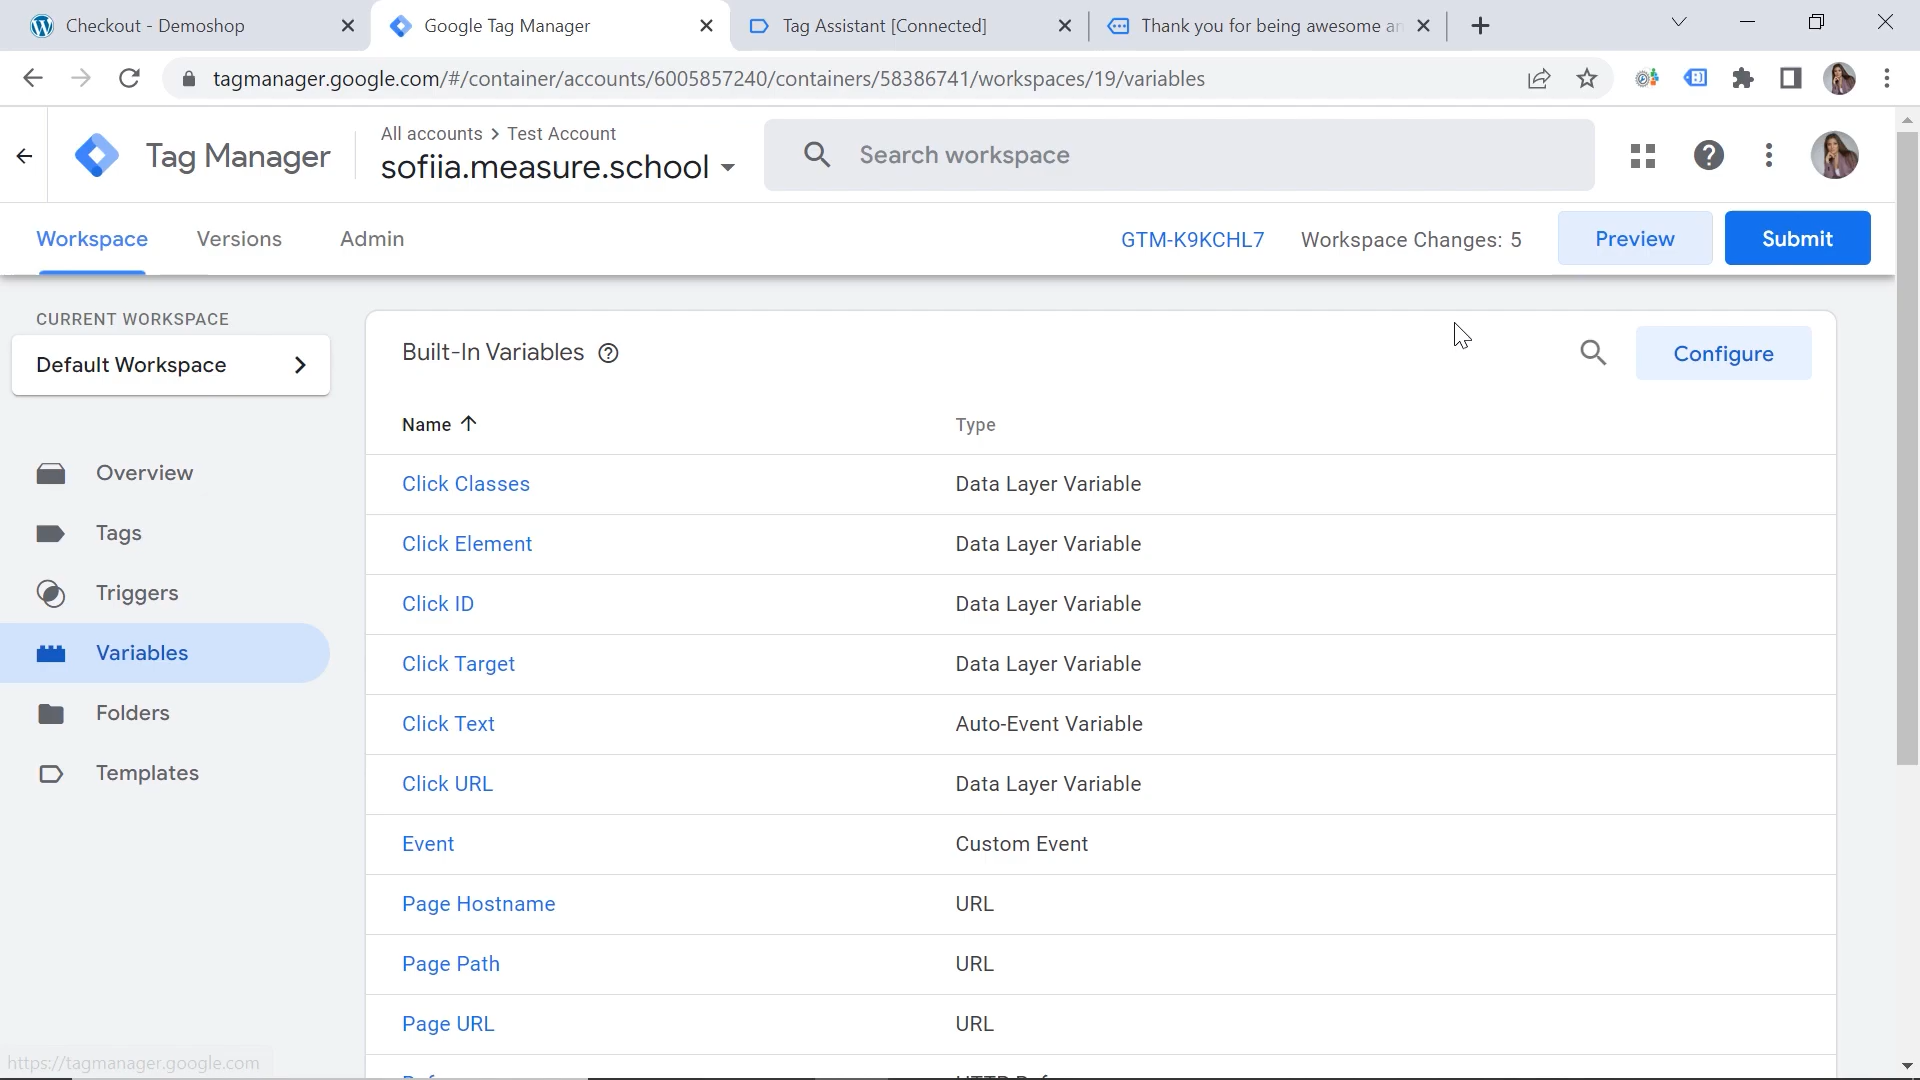 Checkout - Demoshop
Google Tag Manager
Tag Assistant [Connected]
Thank you for being awesome an
tagmanager.google.com/#/container/accounts/6005857240/containers/58386741/workspaces/19/variables
Tag Manager
All accounts > Test Account
sofiia.measure.school
Search workspace
Workspace
Versions
Admin
GTM-K9KCHL7
Workspace Changes: 5
Preview
Submit
CURRENT WORKSPACE
Default Workspace
Overview
Tags
Triggers
Variables
Folders
Templates
Built-In Variables
Configure
Name Type
Click Classes Data Layer Variable
Click Element Data Layer Variable
Click ID Data Layer Variable
Click Target Data Layer Variable
Click Text Auto-Event Variable
Click URL Data Layer Variable
Event Custom Event
Page Hostname URL
Page Path URL
Page URL URL
https://tagmanager.google.com